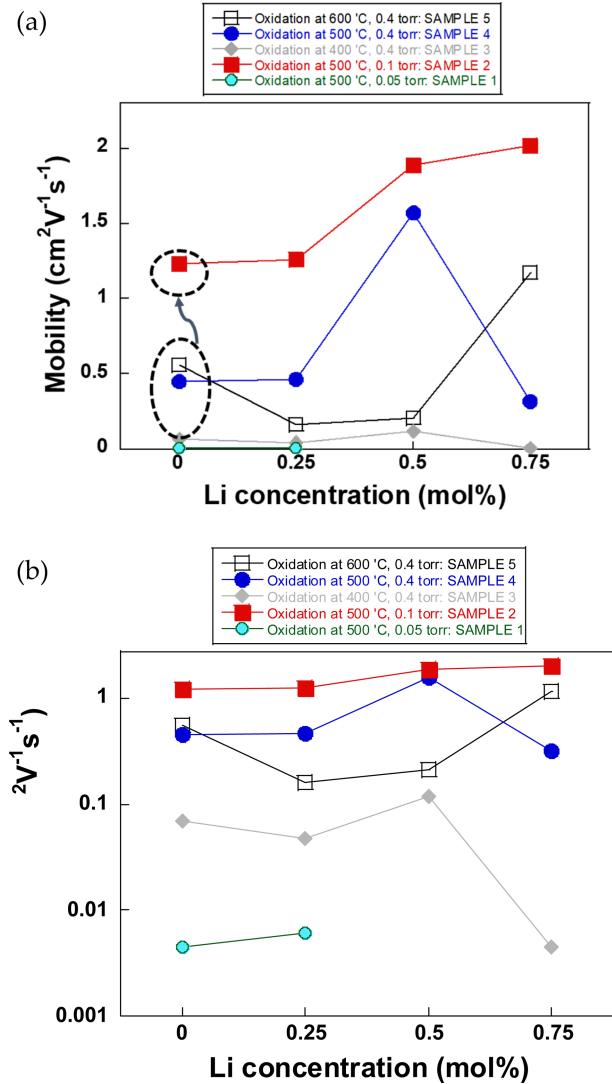 (a)
Oxidation at 600 'C, 0.4 torr: SAMPLE 5
Oxidation at 500 'C, 0.4 torr: SAMPLE 4
Oxidation at 400 'C, 0.4 torr: SAMPLE 3
Oxidation at 500 'C, 0.1 torr: SAMPLE 2
Oxidation at 500 'C, 0.05 torr: SAMPLE 1
Mobility (cm²V⁻¹s⁻¹)
2
1.5
1
0.5
0
0 0.25 0.5 0.75
Li concentration (mol%)
(b)
Oxidation at 600 'C, 0.4 torr: SAMPLE 5
Oxidation at 500 'C, 0.4 torr: SAMPLE 4
Oxidation at 400 'C, 0.4 torr: SAMPLE 3
Oxidation at 500 'C, 0.1 torr: SAMPLE 2
Oxidation at 500 'C, 0.05 torr: SAMPLE 1
²V⁻¹s⁻¹)
1
0.1
0.01
0.001
0 0.25 0.5 0.75
Li concentration (mol%)